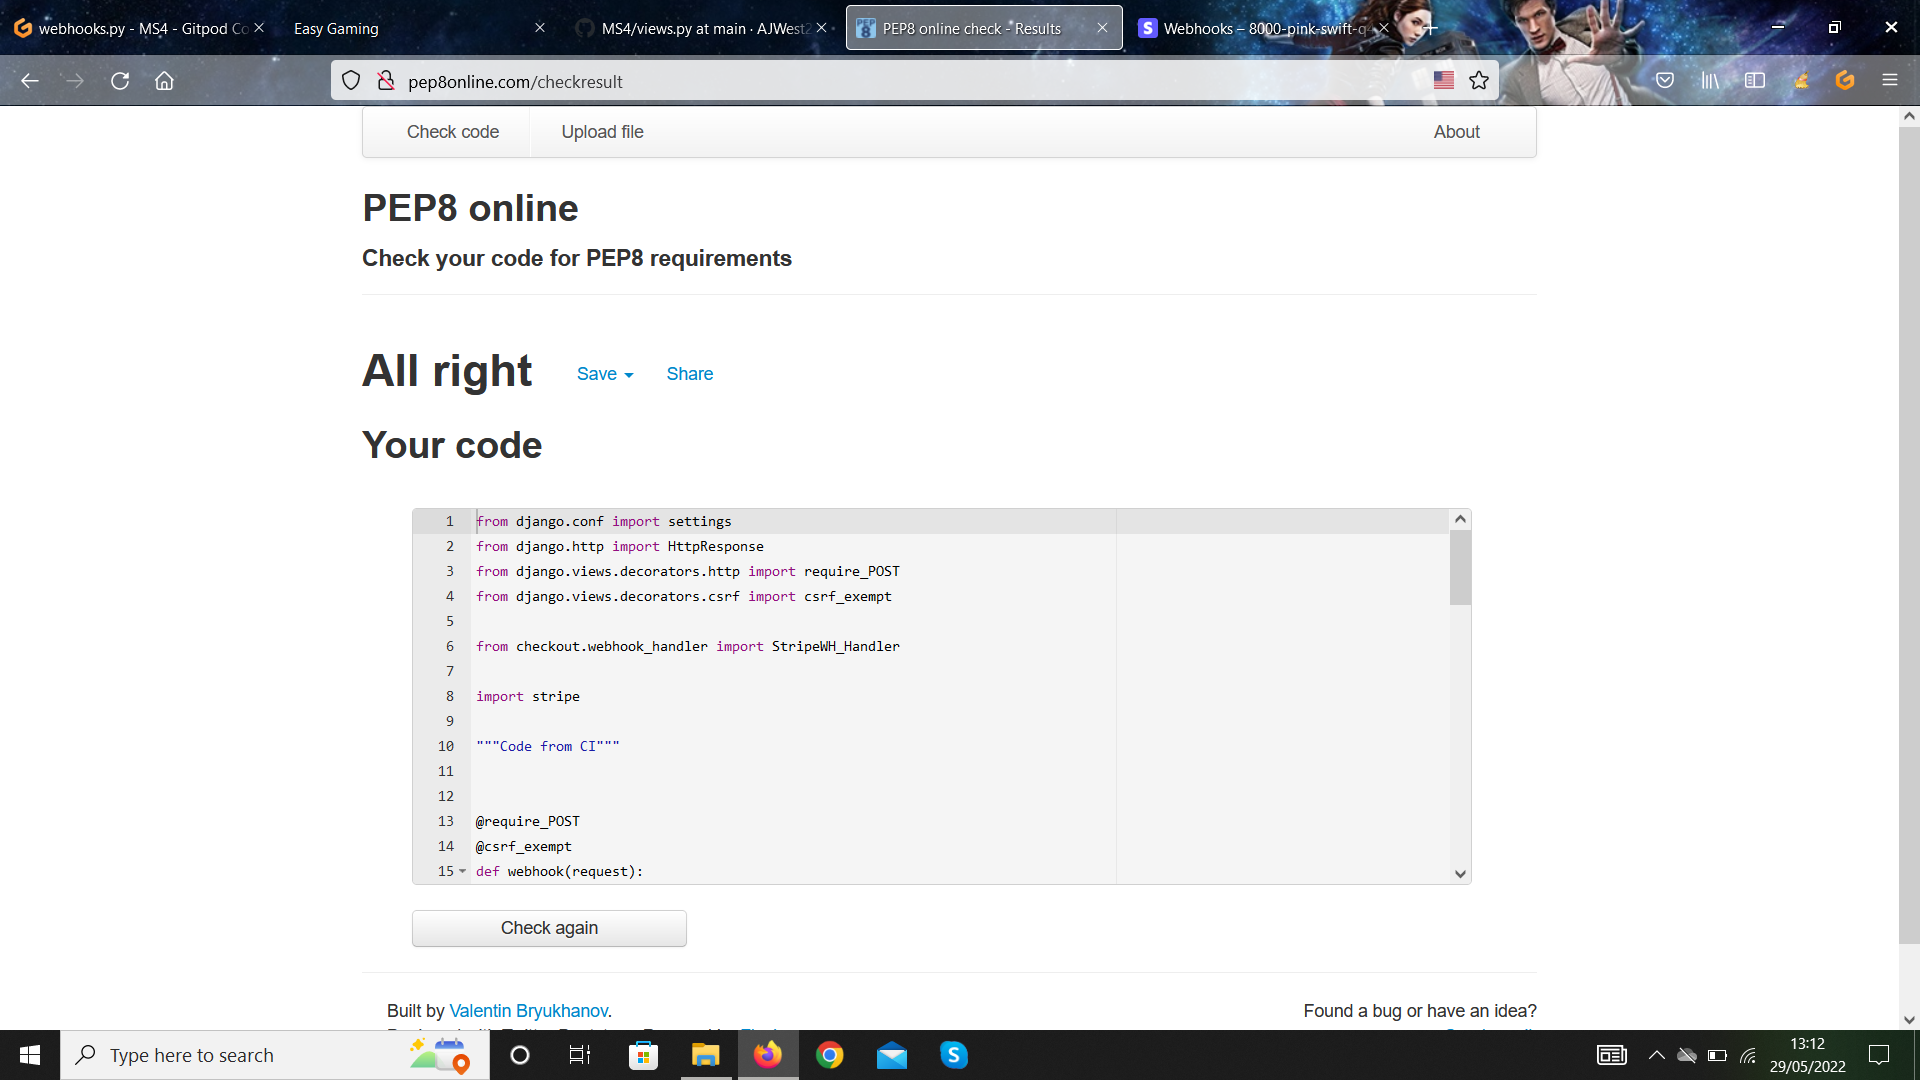 webhooks.py - MS4 - Gitpod Co
Easy Gaming
MS4/views.py at main · AJWest2
PEP8 online check - Results
Webhooks – 8000-pink-swift-q
pep8online.com/checkresult
Check code
Upload file
About
PEP8 online
Check your code for PEP8 requirements
All right
Save
Share
Your code
1 from django.conf import settings
2 from django.http import HttpResponse
3 from django.views.decorators.http import require_POST
4 from django.views.decorators.csrf import csrf_exempt
5
6 from checkout.webhook_handler import StripeWH_Handler
7
8 import stripe
9
10 """Code from CI"""
11
12
13 @require_POST
14 @csrf_exempt
15 def webhook(request):
Check again
Built by Valentin Bryukhanov.
Found a bug or have an idea?
Type here to search
13:12
29/05/2022